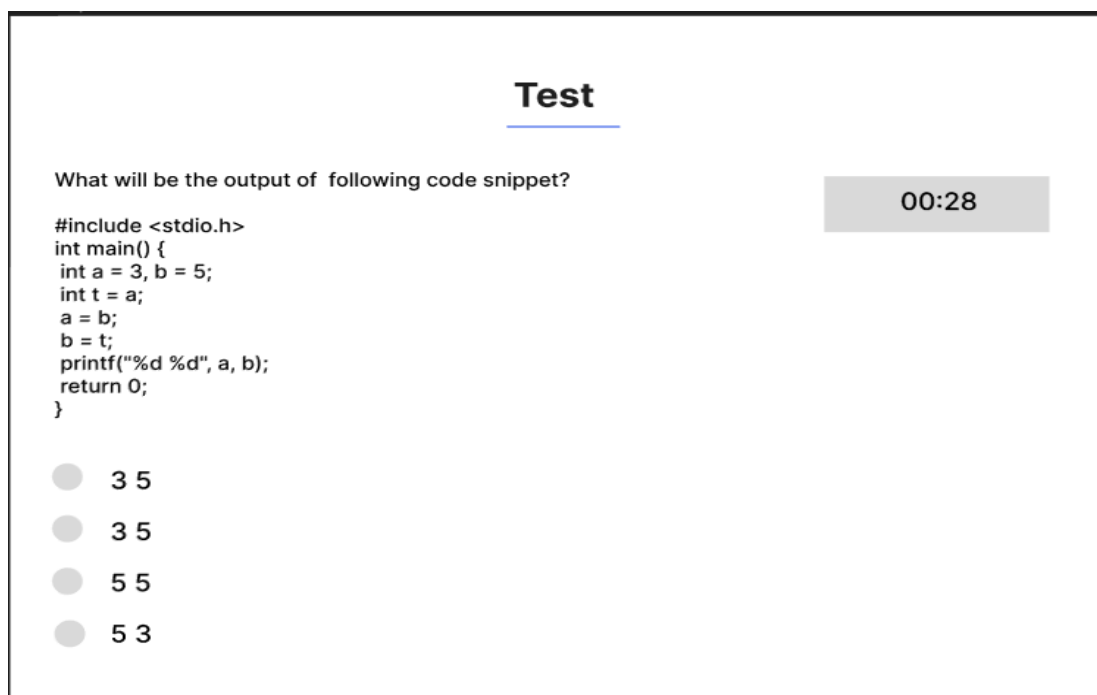 Test
What will be the output of  following code snippet?
00:28
#include <stdio.h>
int main() {
 int a = 3, b = 5;
 int t = a;
 a = b;
 b = t;
 printf("%d %d", a, b);
 return 0;
}
3 5
3 5
5 5
5 3